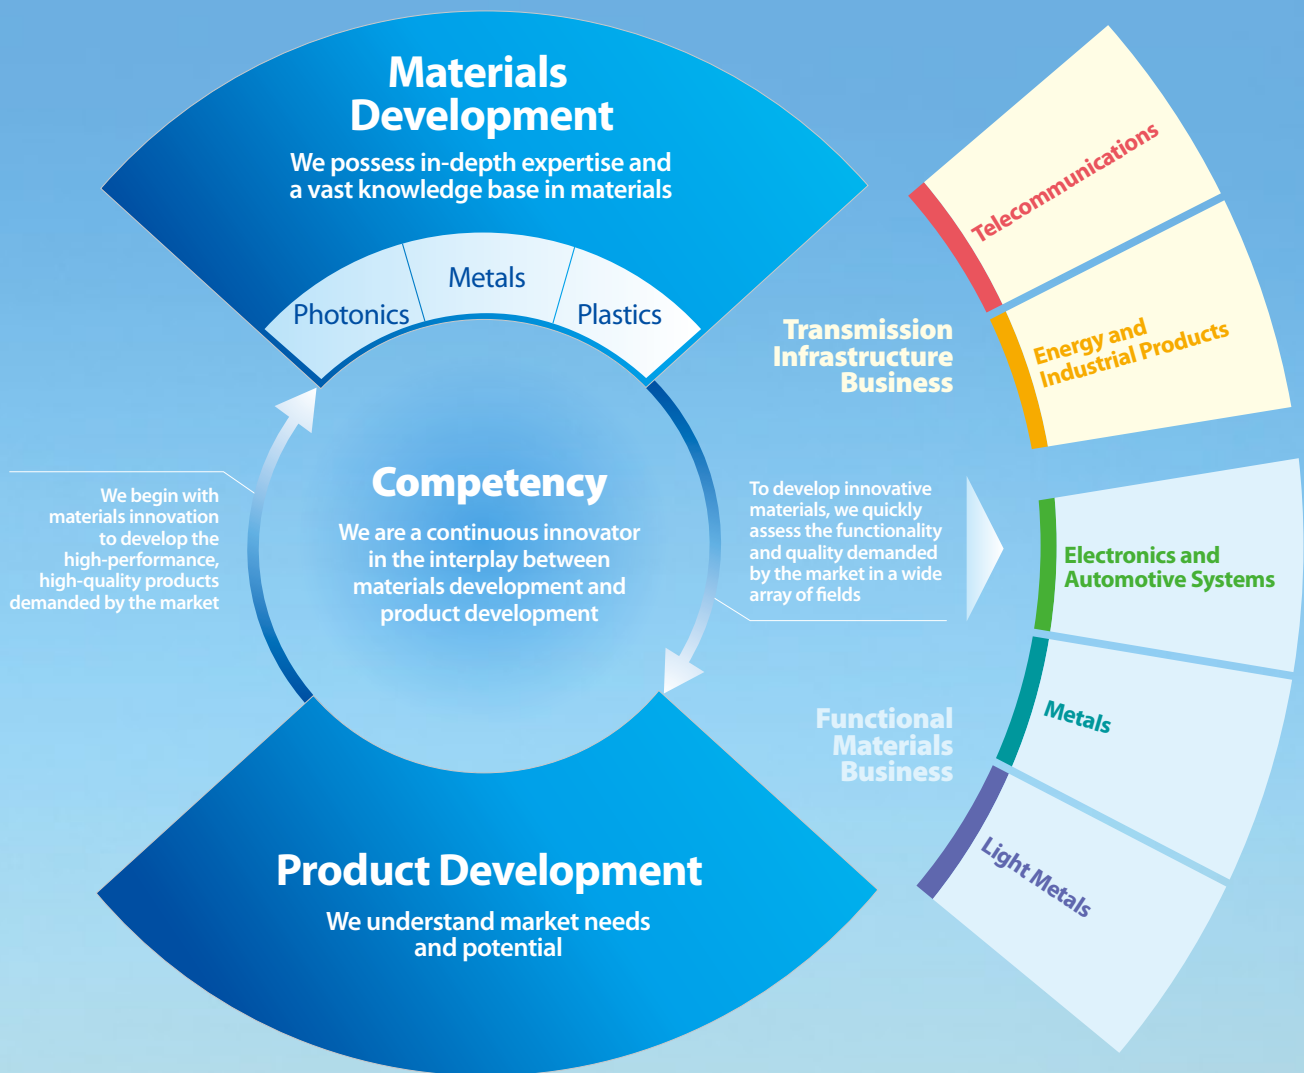 Materials
Development
We possess in-depth expertise and
a vast knowledge base in materials
Photonics
Metals
Plastics
We begin with
materials innovation
to develop the
high-performance,
high-quality products
demanded by the market
Competency
We are a continuous innovator
in the interplay between
materials development and
product development
To develop innovative
materials, we quickly
assess the functionality
and quality demanded
by the market in a wide
array of fields
Product Development
We understand market needs
and potential
Transmission
Infrastructure
Business
Telecommunications
Energy and
Industrial Products
Functional
Materials
Business
Electronics and
Automotive Systems
Metals
Light Metals